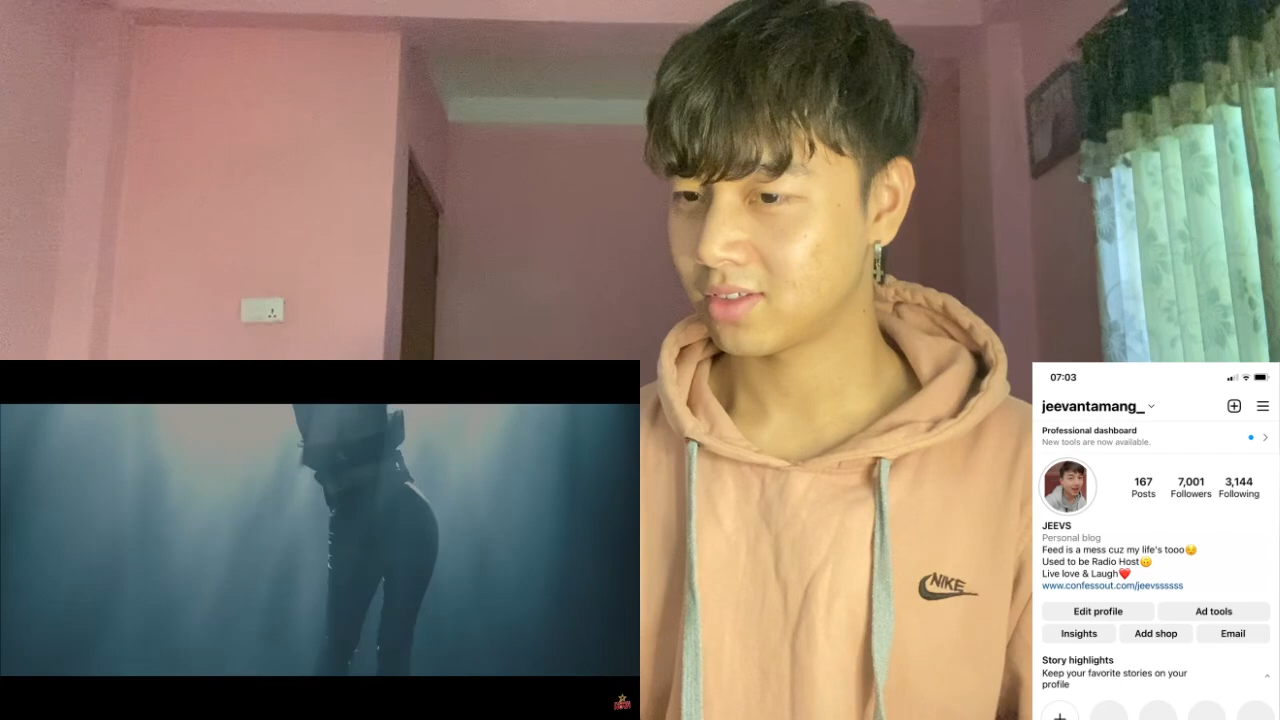 NIKE
07:03
jeevantamang_
Professional dashboard
New tools are now available.
167 7,001 3,144
Posts Followers Following
JEEVS
Personal blog
Feed is a mess cuz my life's tooo😔
Used to be Radio Host🙃
Live love & Laugh❤️
www.confessout.com/jeevssssss
Edit profile Ad tools
Insights Add shop Email
Story highlights
Keep your favorite stories on your
profile